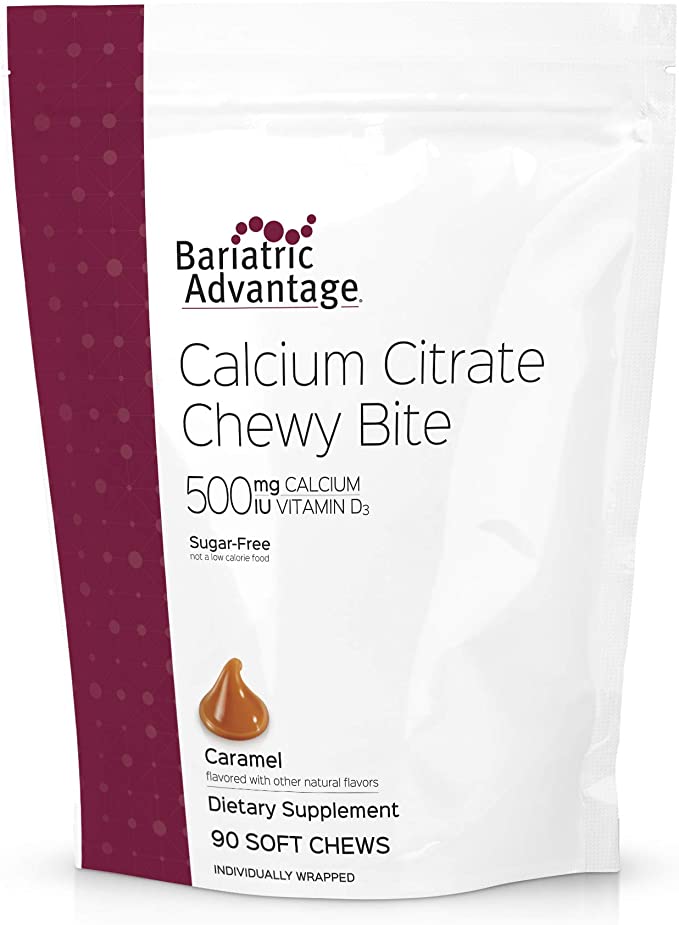 Bariatric
Advantage®
Calcium Citrate
Chewy Bite
500 mg CALCIUM
IU VITAMIN D3
Sugar-Free
not a low calorie food
Caramel
flavored with other natural flavors
Dietary Supplement
90 SOFT CHEWS
INDIVIDUALLY WRAPPED